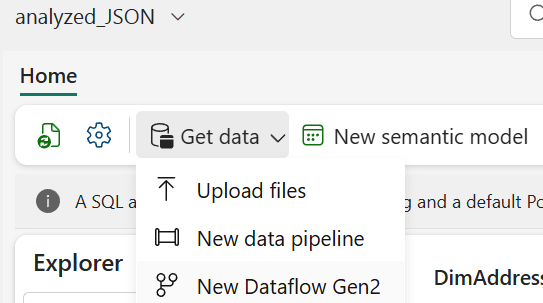 analyzed_JSON
Home
Get data
New semantic model
Upload files
A SQL a
g and a default Po
New data pipeline
Explorer
New Dataflow Gen2
DimAddress